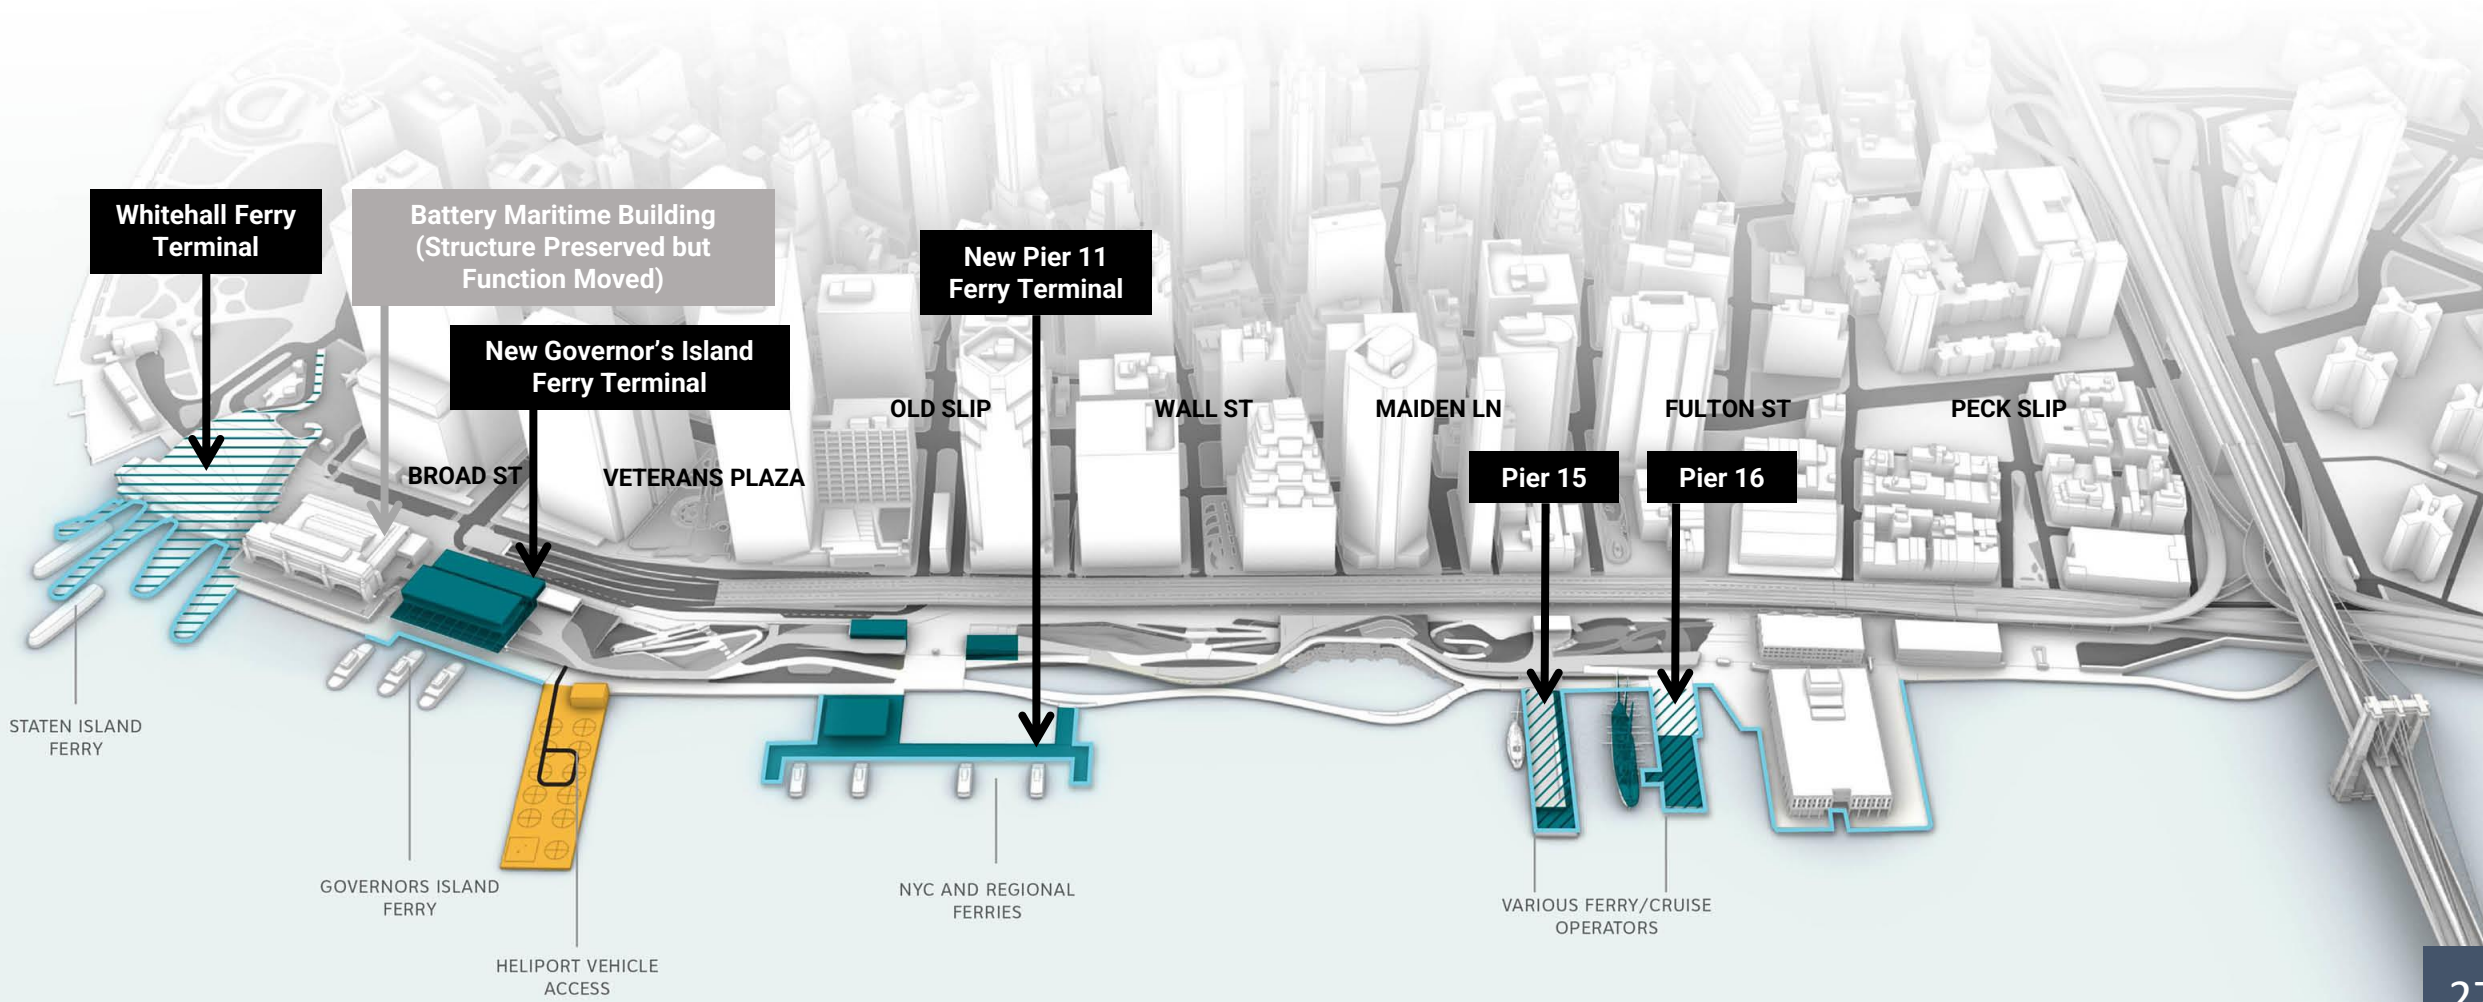 Whitehall Ferry
Terminal
Battery Maritime Building
(Structure Preserved but
Function Moved)
New Pier 11
Ferry Terminal
New Governor’s Island
Ferry Terminal
OLD SLIP
WALL ST
MAIDEN LN
FULTON ST
PECK SLIP
BROAD ST
VETERANS PLAZA
Pier 15
Pier 16
STATEN ISLAND
FERRY
GOVERNORS ISLAND
FERRY
NYC AND REGIONAL
FERRIES
VARIOUS FERRY/CRUISE
OPERATORS
HELIPORT VEHICLE
ACCESS